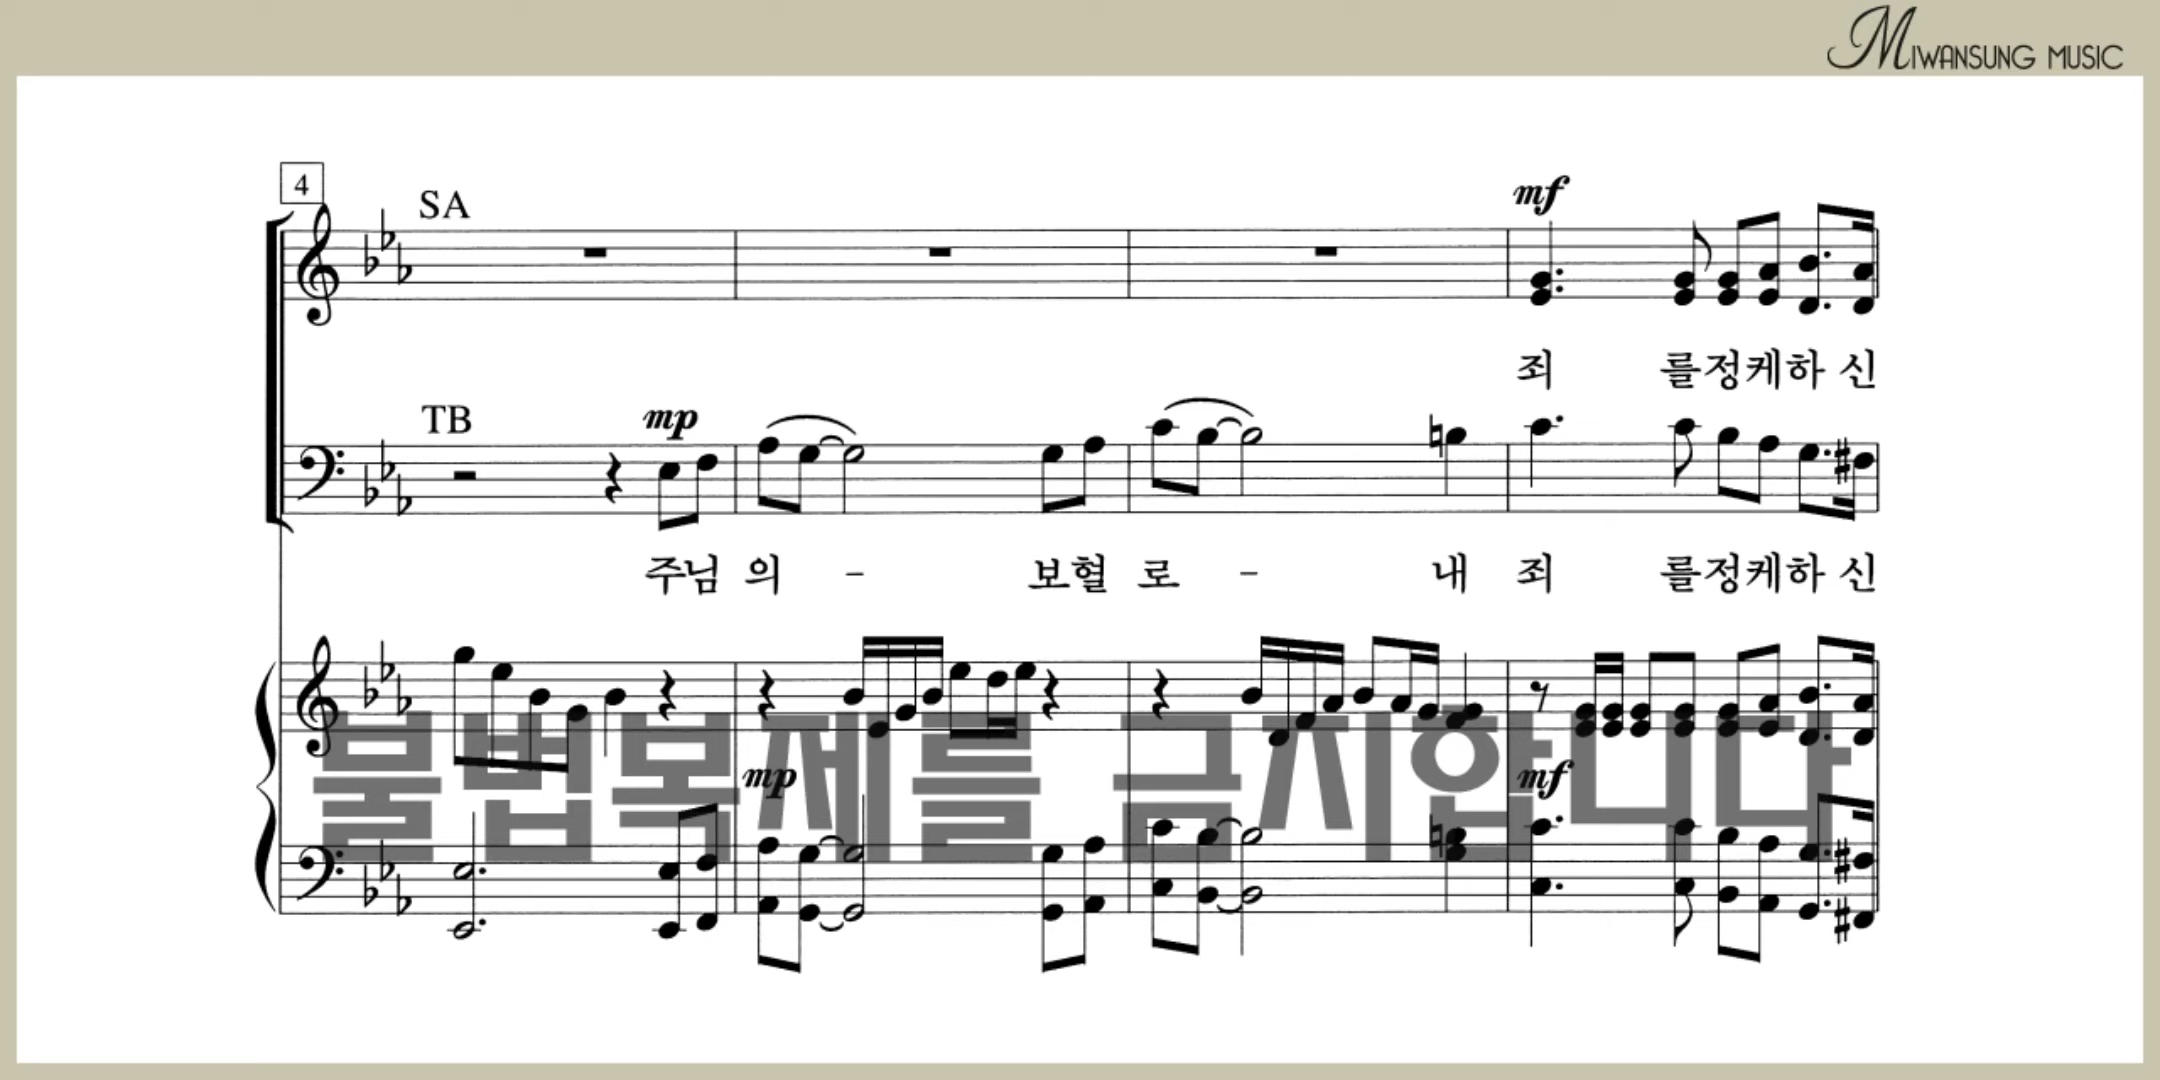 MIWANSUNG MUSIC
4
SA
mf
죄 를정케하 신
TB
mp
주님 의 - 보혈 로 - 내 죄 를정케하 신
불법복제를 금지합니다
mp
mf